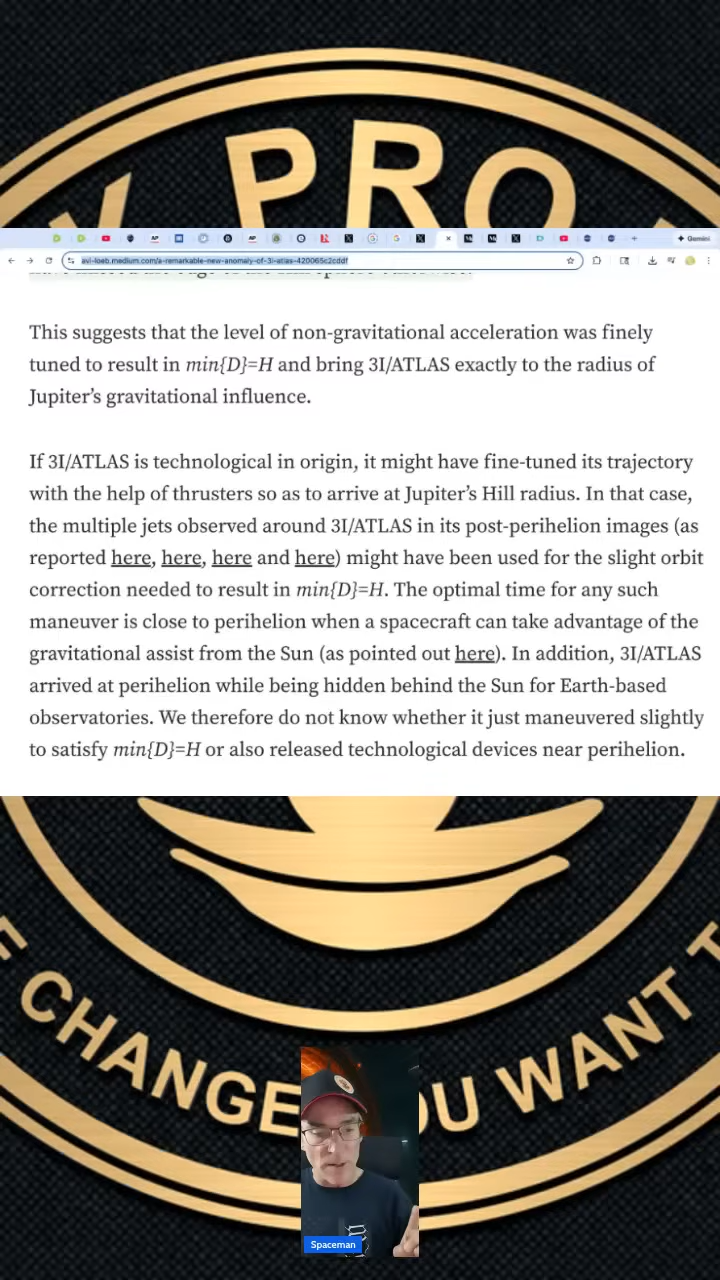 PRO
Gemini
avi-loeb.medium.com/a-remarkable-new-anomaly-of-3i-atlas-420065c2cddf
This suggests that the level of non-gravitational acceleration was finely
tuned to result in min{D}=H and bring 3I/ATLAS exactly to the radius of
Jupiter’s gravitational influence.
If 3I/ATLAS is technological in origin, it might have fine-tuned its trajectory
with the help of thrusters so as to arrive at Jupiter’s Hill radius. In that case,
the multiple jets observed around 3I/ATLAS in its post-perihelion images (as
reported here, here, here and here) might have been used for the slight orbit
correction needed to result in min{D}=H. The optimal time for any such
maneuver is close to perihelion when a spacecraft can take advantage of the
gravitational assist from the Sun (as pointed out here). In addition, 3I/ATLAS
arrived at perihelion while being hidden behind the Sun for Earth-based
observatories. We therefore do not know whether it just maneuvered slightly
to satisfy min{D}=H or also released technological devices near perihelion.
CHANGE OU WANT T
Spaceman